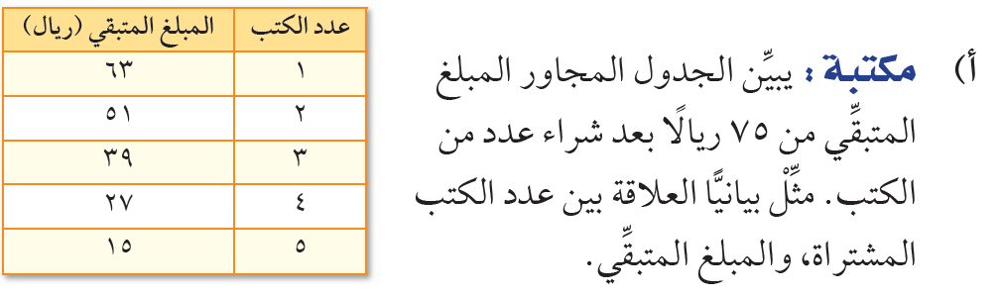 أ) مكتبة : يبيِّن الجدول المجاور المبلغ
المتبقِّي من ٧٥ ريالًا بعد شراء عدد من
الكتب. مثِّلْ بيانيًّا العلاقة بين عدد الكتب
المشتراة، والمبلغ المتبقِّي.
عدد الكتب المبلغ المتبقي (ريال)
١ ٦٣
٢ ٥١
٣ ٣٩
٤ ٢٧
٥ ١٥